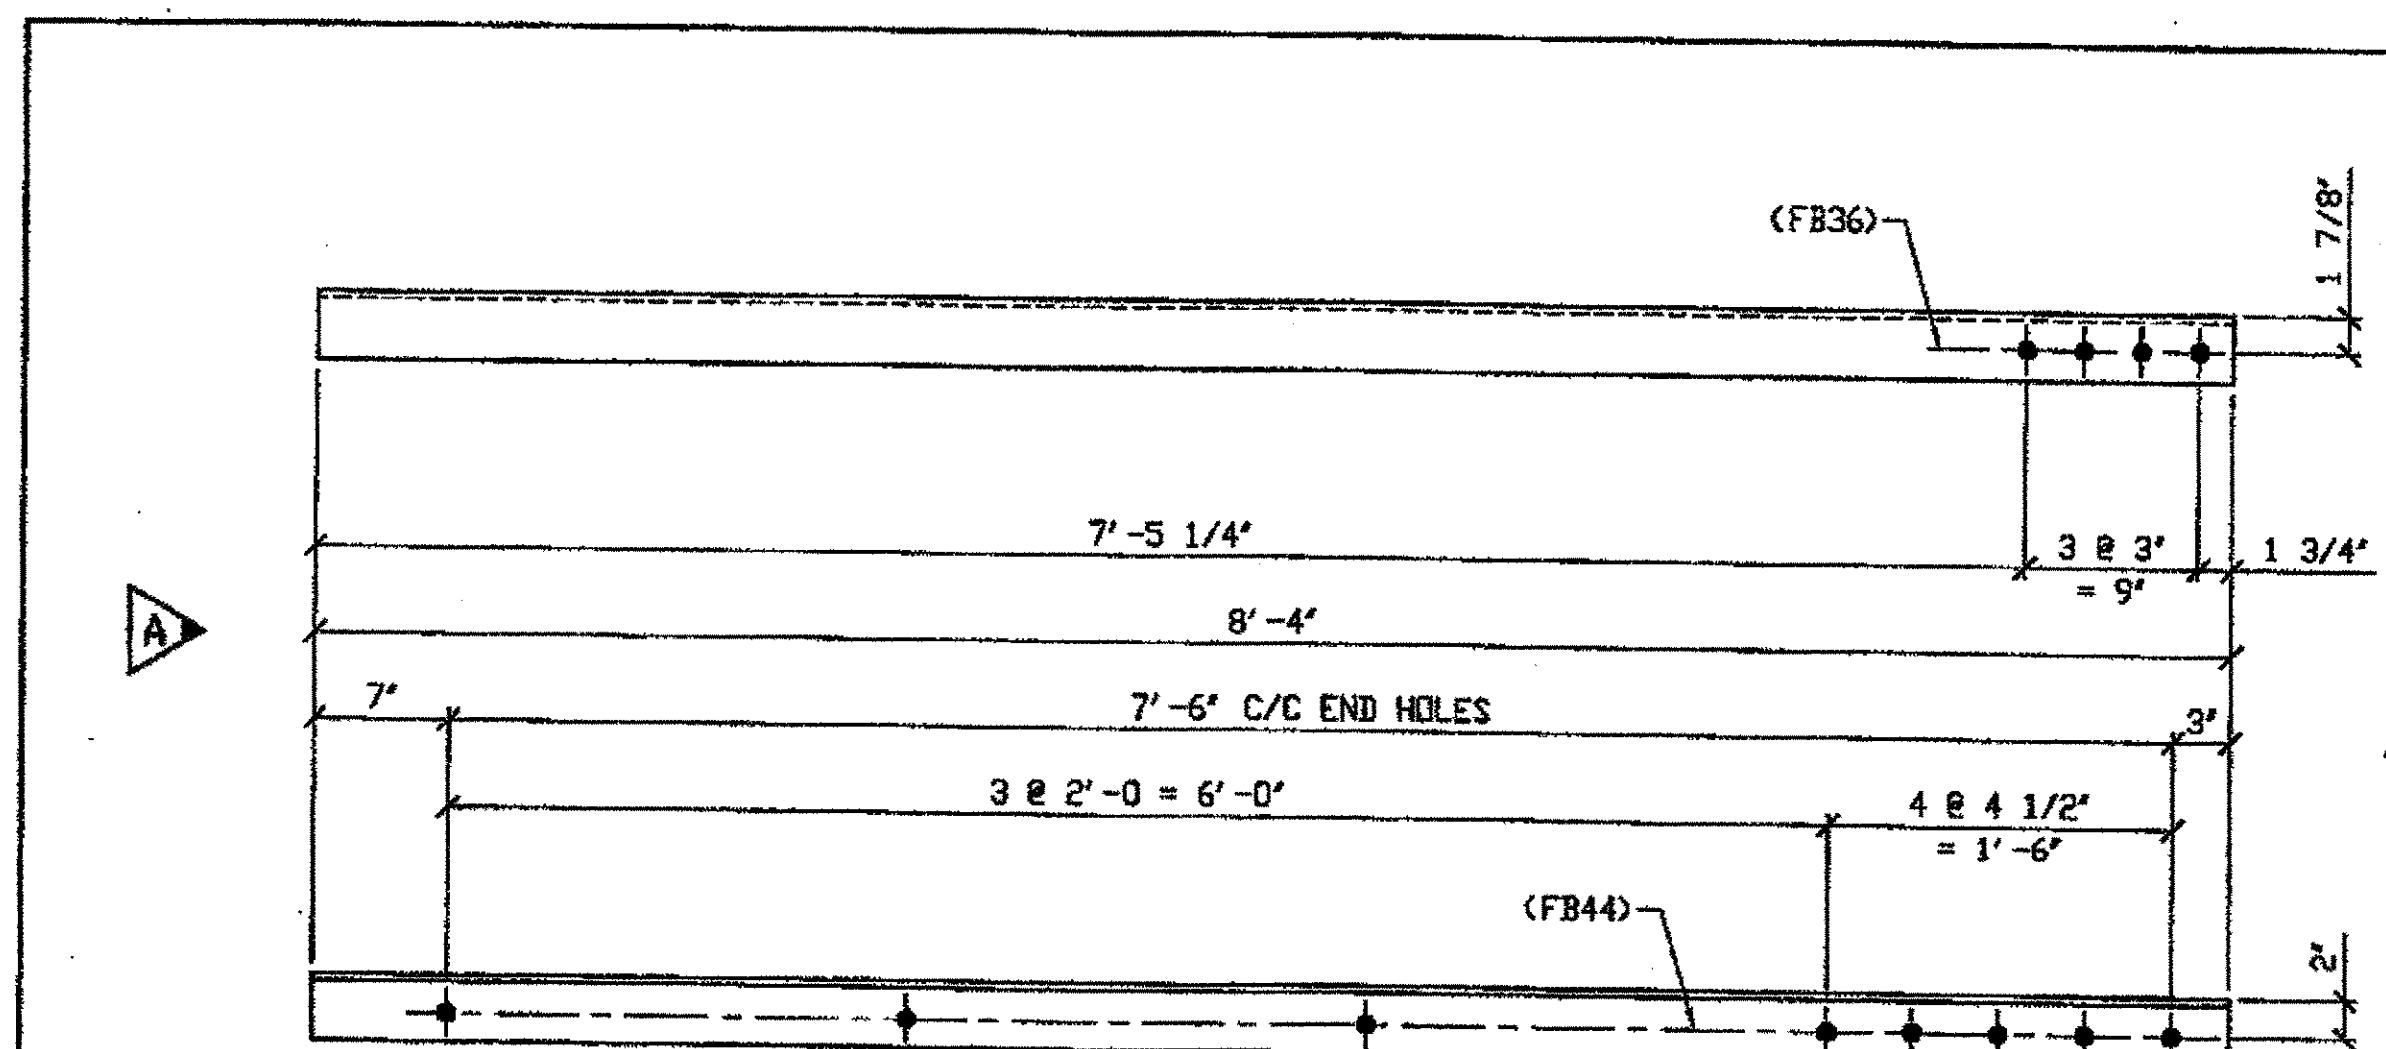 (FB36)
1 7/8"
7'-5 1/4"
3 @ 3"
= 9"
1 3/4"
A
8'-4"
7"
7'-6" C/C END HOLES
3"
3 @ 2'-0 = 6'-0"
4 @ 4 1/2"
= 1'-6"
(FB44)
2"